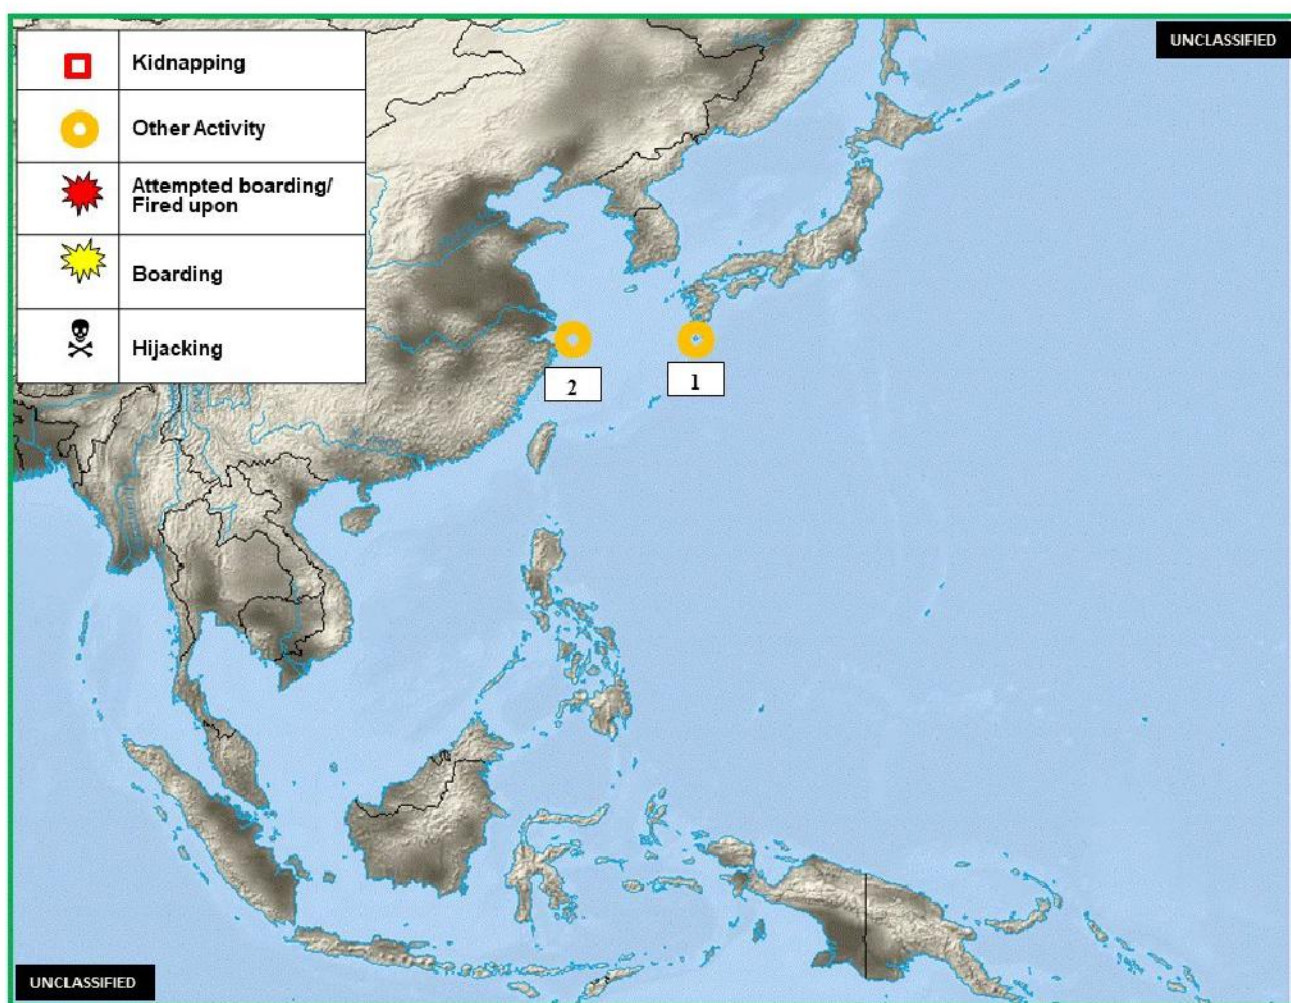 UNCLASSIFIED
Kidnapping
Other Activity
Attempted boarding/
Fired upon
Boarding
Hijacking
2
1
UNCLASSIFIED